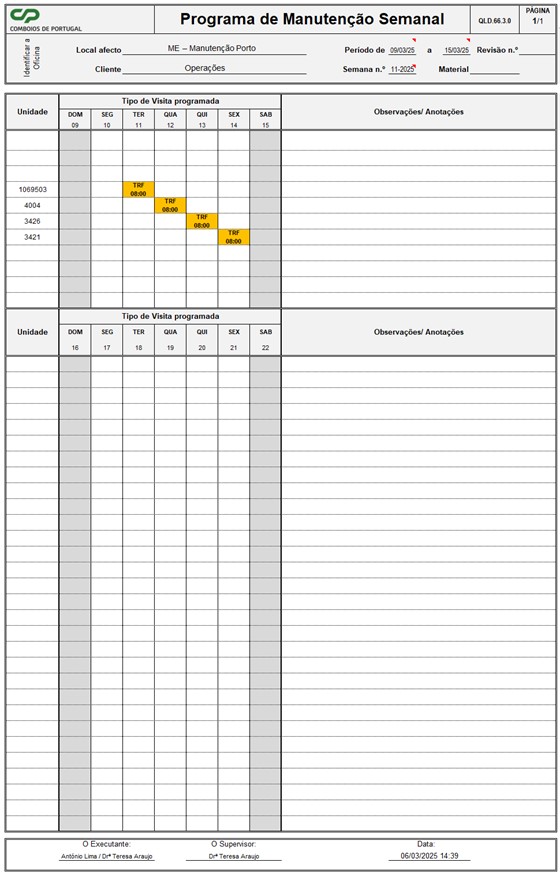 CP
COMBOIOS DE PORTUGAL
Programa de Manutenção Semanal
QLD.66.3.0
PÁGINA
1/1
Identificar a
Oficina
Local afecto ME – Manutenção Porto
Periodo de 09/03/25 a 15/03/25 Revisão n.º
Cliente Operações
Semana n.º 11-2025 Material
Unidade Tipo de Visita programada Observações/ Anotações
DOM SEG TER QUA QUI SEX SAB
09 10 11 12 13 14 15
1069503 TRF 08:00
4004 TRF 08:00
3426 TRF 08:00
3421 TRF 08:00
Unidade Tipo de Visita programada Observações/ Anotações
DOM SEG TER QUA QUI SEX SAB
16 17 18 19 20 21 22
O Executante: O Supervisor: Data:
António Lima / Drª Teresa Araujo Drª Teresa Araujo 06/03/2025 14:39